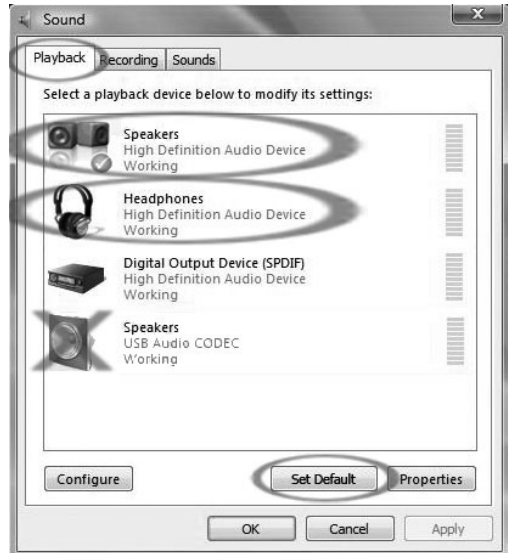 Sound
Playback Recording Sounds
Select a playback device below to modify its settings:
Speakers
High Definition Audio Device
Working
Headphones
High Definition Audio Device
Working
Digital Output Device (SPDIF)
High Definition Audio Device
Working
Speakers
USB Audio CODEC
Working
Configure Set Default Properties
OK Cancel Apply